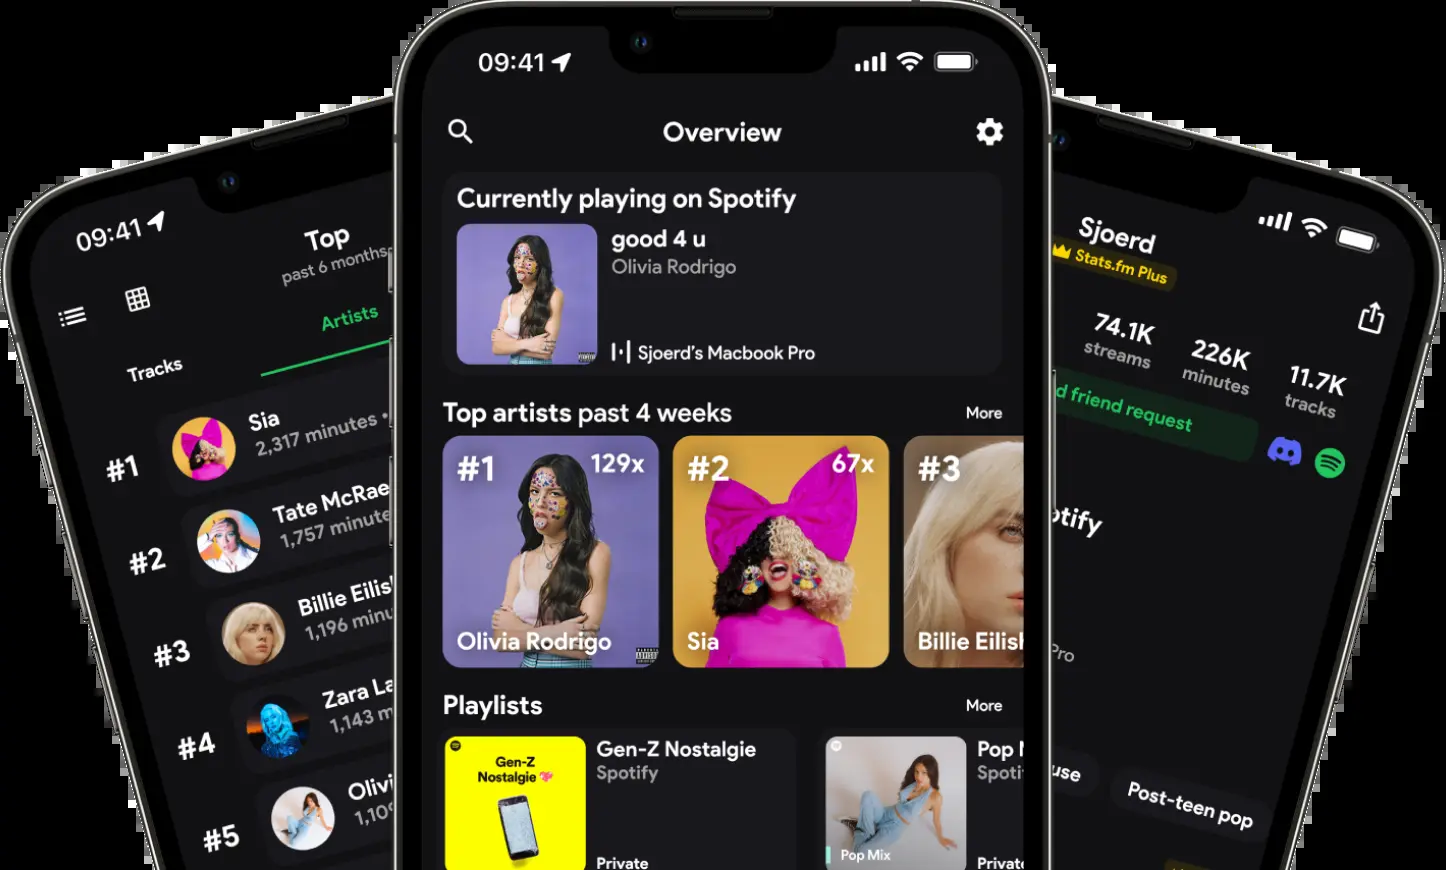 09:41
Top
past 6 months
Artists
Tracks
#1
Sia
2,317 minutes •
#2
Tate McRae
1,757 minute
#3
Billie Eilis
1,196 minu
#4
Zara La
1,143 m
#5
Olivi
1,109
09:41
Overview
Currently playing on Spotify
good 4 u
Olivia Rodrigo
Sjoerd's Macbook Pro
Top artists past 4 weeks
More
#1
129x
Olivia Rodrigo
#2
67x
Sia
#3
Billie Eilish
Playlists
More
Gen-Z
Nostalgie
Gen-Z Nostalgie
Spotify
Private
Pop Mix
Pop
Spoti
Private
Sjoerd
Stats.fm Plus
74.1K
streams
226K
minutes
11.7K
tracks
d friend request
otify
Pro
use
Post-teen pop